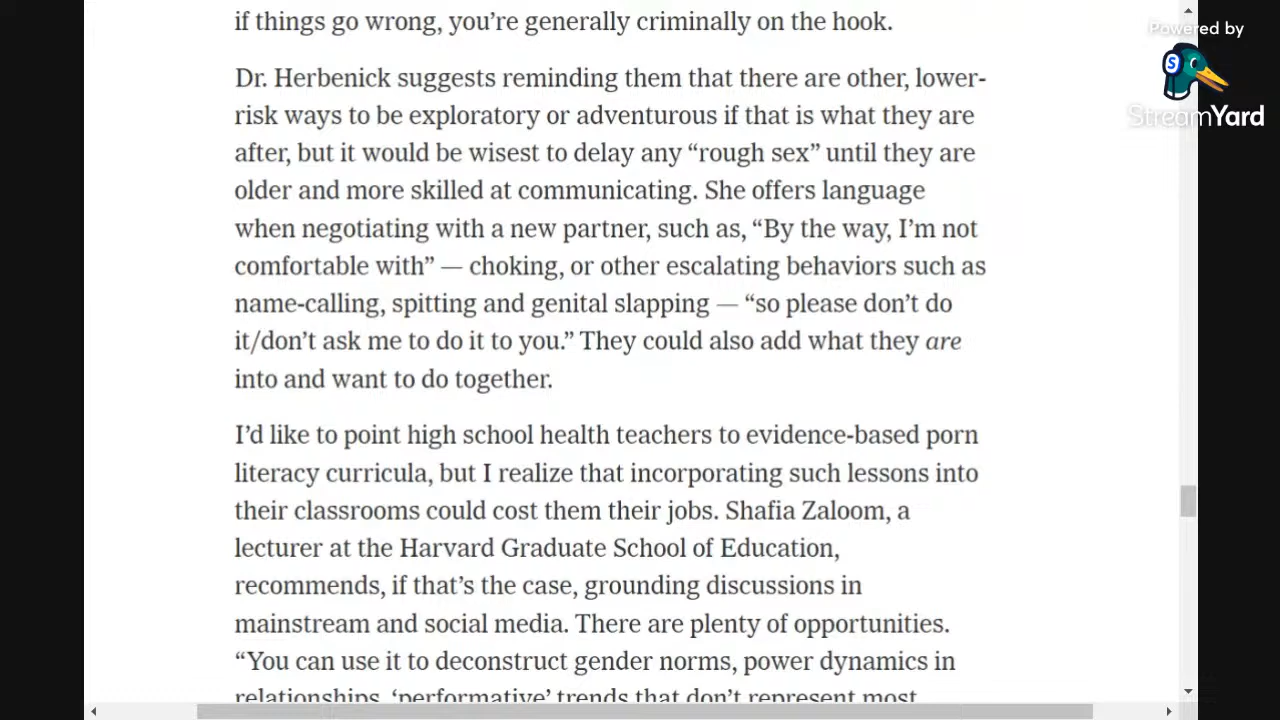 if things go wrong, you’re generally criminally on the hook.
Powered by
Dr. Herbenick suggests reminding them that there are other, lower-
risk ways to be exploratory or adventurous if that is what they are
after, but it would be wisest to delay any “rough sex” until they are
older and more skilled at communicating. She offers language
when negotiating with a new partner, such as, “By the way, I’m not
comfortable with” — choking, or other escalating behaviors such as
name-calling, spitting and genital slapping — “so please don’t do
it/don’t ask me to do it to you.” They could also add what they are
into and want to do together.
I’d like to point high school health teachers to evidence-based porn
literacy curricula, but I realize that incorporating such lessons into
their classrooms could cost them their jobs. Shafia Zaloom, a
lecturer at the Harvard Graduate School of Education,
recommends, if that’s the case, grounding discussions in
mainstream and social media. There are plenty of opportunities.
“You can use it to deconstruct gender norms, power dynamics in
relationships, ‘performative’ trends that don’t represent most
S
StreamYard